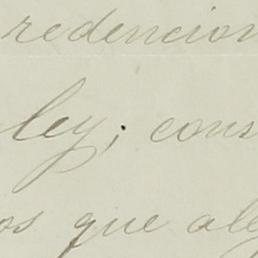 redencion
ley; cons
os que ale